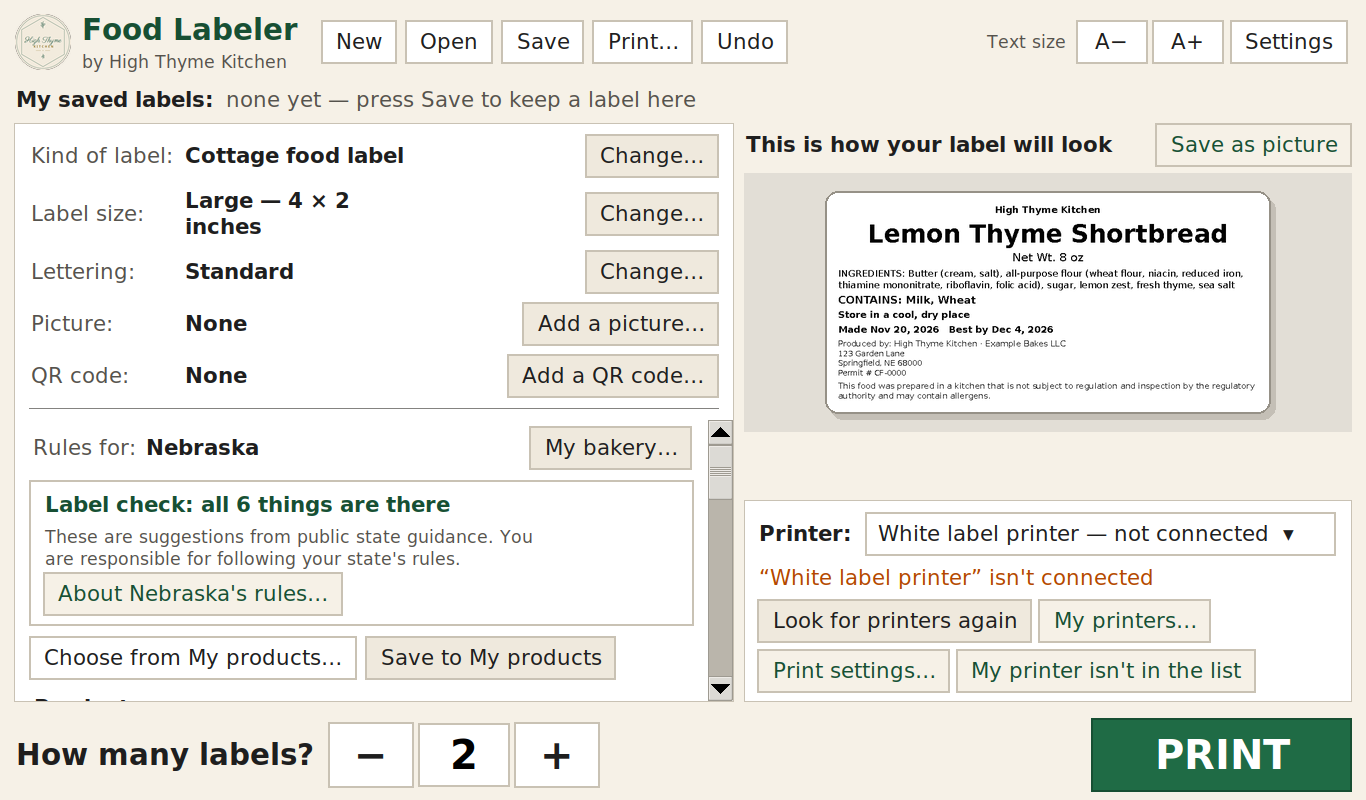 High Thyme
KITCHEN
Food Labeler
by High Thyme Kitchen
New
Open
Save
Print...
Undo
Text size
A−
A+
Settings
My saved labels: none yet — press Save to keep a label here
Kind of label: Cottage food label
Change...
Label size: Large — 4 × 2
inches
Change...
Lettering: Standard
Change...
Picture: None
Add a picture...
QR code: None
Add a QR code...
Rules for: Nebraska
My bakery...
Label check: all 6 things are there
These are suggestions from public state guidance. You
are responsible for following your state's rules.
About Nebraska's rules...
Choose from My products...
Save to My products
This is how your label will look
Save as picture
High Thyme Kitchen
Lemon Thyme Shortbread
Net Wt. 8 oz
INGREDIENTS: Butter (cream, salt), all-purpose flour (wheat flour, niacin, reduced iron,
thiamine mononitrate, riboflavin, folic acid), sugar, lemon zest, fresh thyme, sea salt
CONTAINS: Milk, Wheat
Store in a cool, dry place
Made Nov 20, 2026 Best by Dec 4, 2026
Produced by: High Thyme Kitchen · Example Bakes LLC
123 Garden Lane
Springfield, NE 68000
Permit # CF-0000
This food was prepared in a kitchen that is not subject to regulation and inspection by the regulatory
authority and may contain allergens.
Printer:
White label printer — not connected ▾
“White label printer” isn't connected
Look for printers again
My printers...
Print settings...
My printer isn't in the list
How many labels?
−
2
+
PRINT